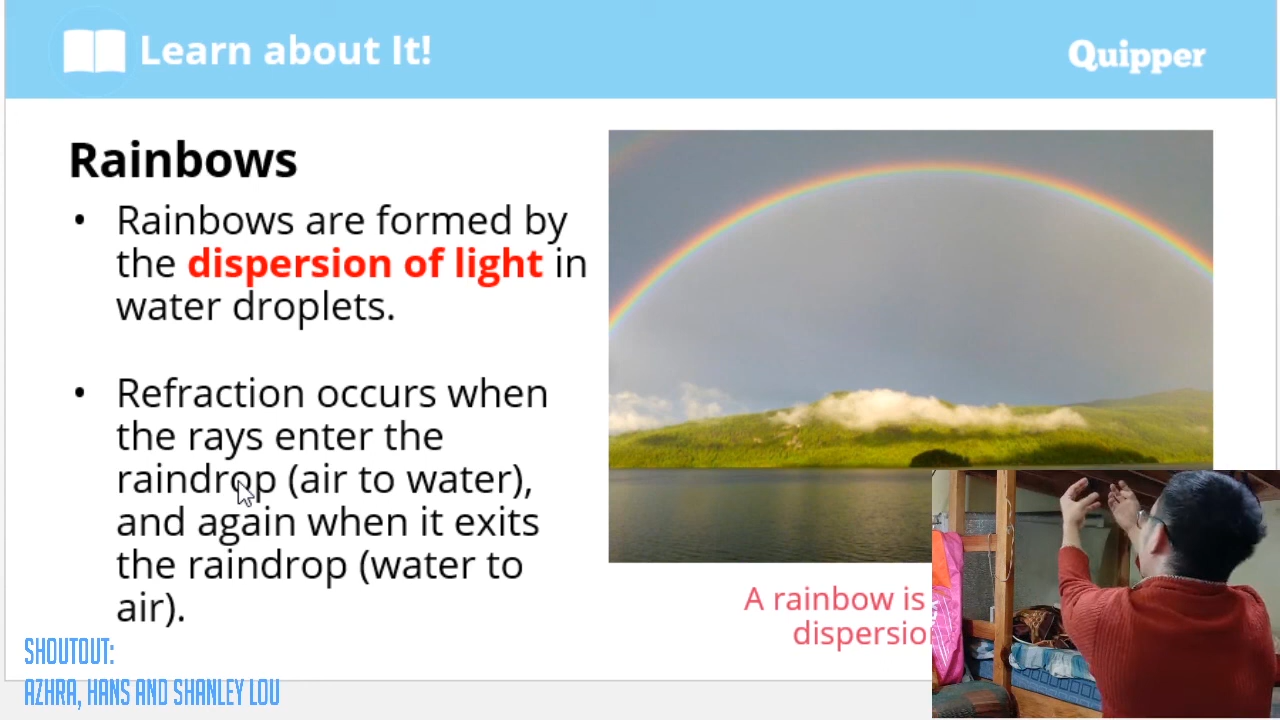 Learn about It!
Quipper
Rainbows
• Rainbows are formed by
the dispersion of light in
water droplets.
• Refraction occurs when
the rays enter the
raindrop (air to water),
and again when it exits
the raindrop (water to
air).
A rainbow is
dispersio
SHOUTOUT:
AZHRA, HANS AND SHANLEY LOU